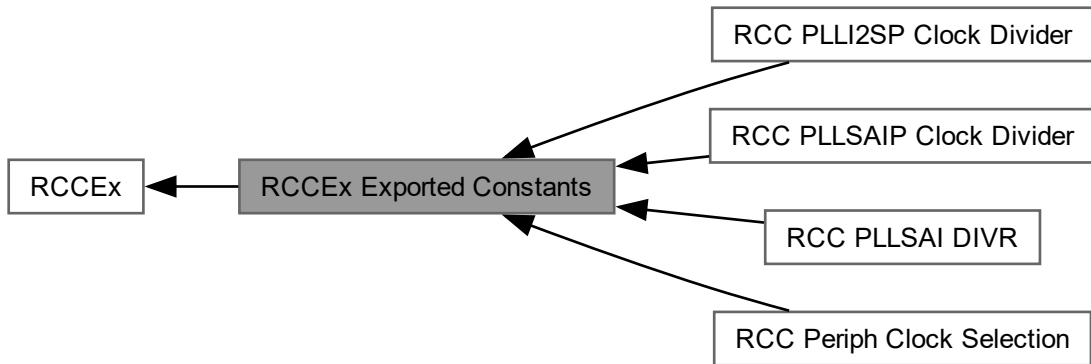 RCC PLLI2SP Clock Divider
RCC PLLSAIP Clock Divider
RCCEx
RCCEx Exported Constants
RCC PLLSAI DIVR
RCC Periph Clock Selection